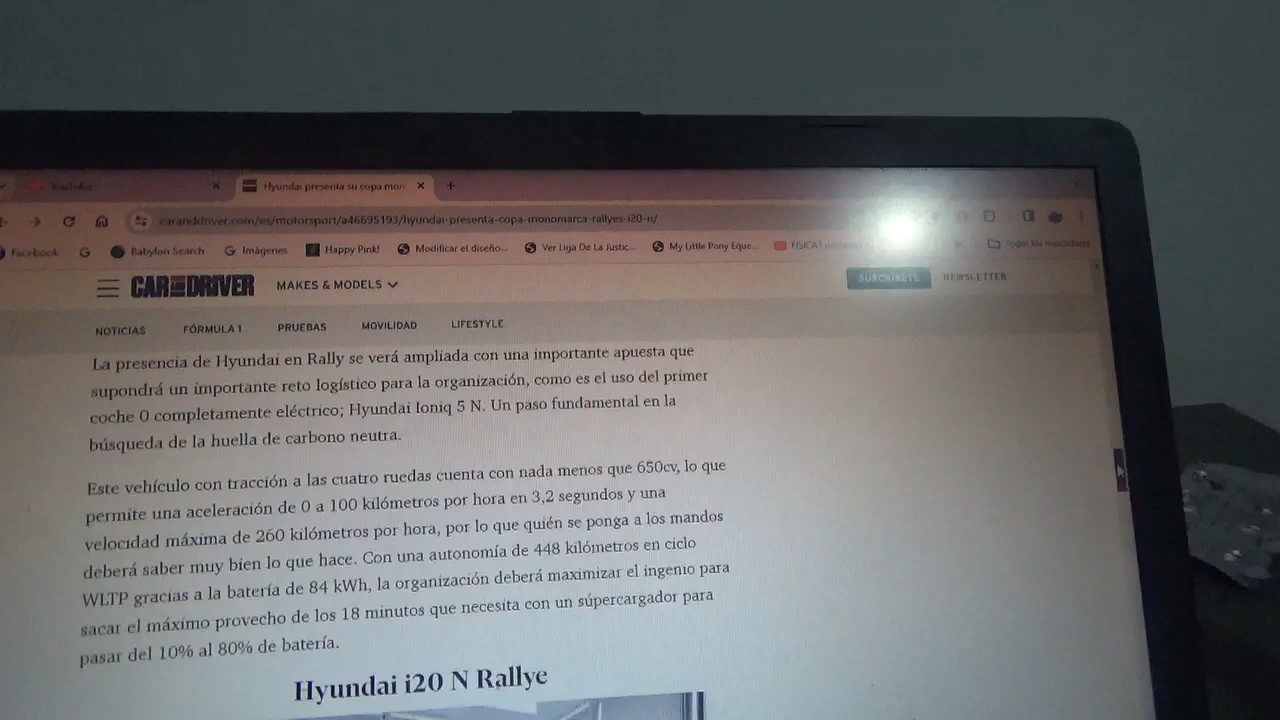 YouTube
Hyundai presenta su copa mon
caranddriver.com/es/motorsport/a46695193/hyundai-presenta-copa-monomarca-rallyes-i20-n/
Facebook
Babylon Search
Imágenes
Happy Pink!
Modificar el diseño...
Ver Liga De La Justic...
My Little Pony Eque...
FISICA1
Todos los marcadores
CAR AND DRIVER
MAKES & MODELS
SUSCRÍBETE
NEWSLETTER
NOTICIAS
FÓRMULA 1
PRUEBAS
MOVILIDAD
LIFESTYLE
La presencia de Hyundai en Rally se verá ampliada con una importante apuesta que
supondrá un importante reto logístico para la organización, como es el uso del primer
coche 0 completamente eléctrico; Hyundai Ioniq 5 N. Un paso fundamental en la
búsqueda de la huella de carbono neutra.
Este vehículo con tracción a las cuatro ruedas cuenta con nada menos que 650cv, lo que
permite una aceleración de 0 a 100 kilómetros por hora en 3,2 segundos y una
velocidad máxima de 260 kilómetros por hora, por lo que quién se ponga a los mandos
deberá saber muy bien lo que hace. Con una autonomía de 448 kilómetros en ciclo
WLTP gracias a la batería de 84 kWh, la organización deberá maximizar el ingenio para
sacar el máximo provecho de los 18 minutos que necesita con un súpercargador para
pasar del 10% al 80% de batería.
Hyundai i20 N Rallye